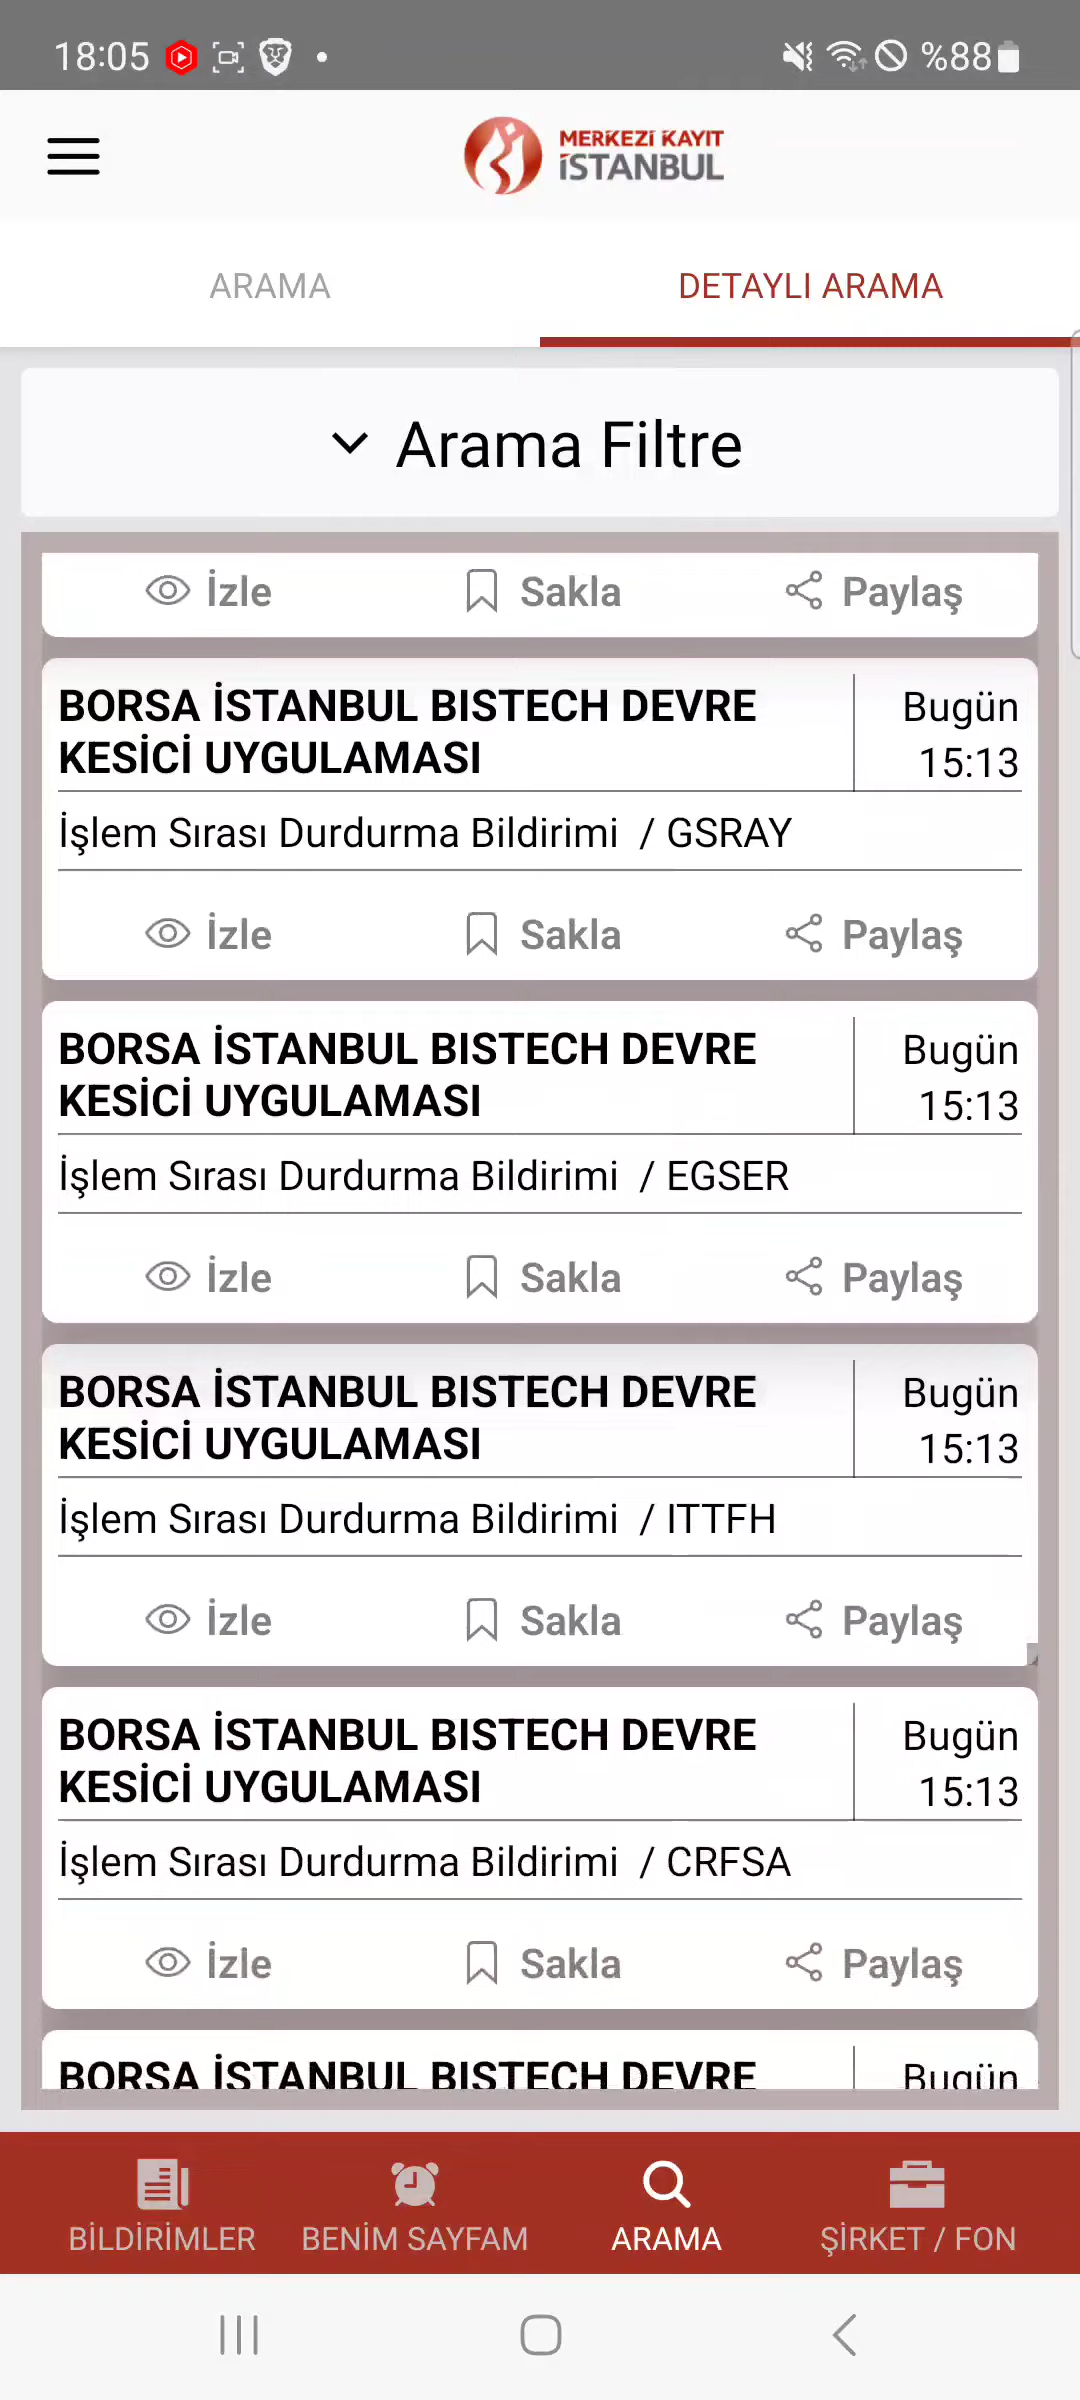 18:05 %88
MERKEZİ KAYIT
İSTANBUL
ARAMA DETAYLI ARAMA
Arama Filtre
İzle Sakla Paylaş
BORSA İSTANBUL BISTECH DEVRE Bugün
KESİCİ UYGULAMASI 15:13
İşlem Sırası Durdurma Bildirimi / GSRAY
İzle Sakla Paylaş
BORSA İSTANBUL BISTECH DEVRE Bugün
KESİCİ UYGULAMASI 15:13
İşlem Sırası Durdurma Bildirimi / EGSER
İzle Sakla Paylaş
BORSA İSTANBUL BISTECH DEVRE Bugün
KESİCİ UYGULAMASI 15:13
İşlem Sırası Durdurma Bildirimi / ITTFH
İzle Sakla Paylaş
BORSA İSTANBUL BISTECH DEVRE Bugün
KESİCİ UYGULAMASI 15:13
İşlem Sırası Durdurma Bildirimi / CRFSA
İzle Sakla Paylaş
BORSA İSTANBUL BISTECH DEVRE Bugün
BİLDİRİMLER BENİM SAYFAM ARAMA ŞİRKET / FON